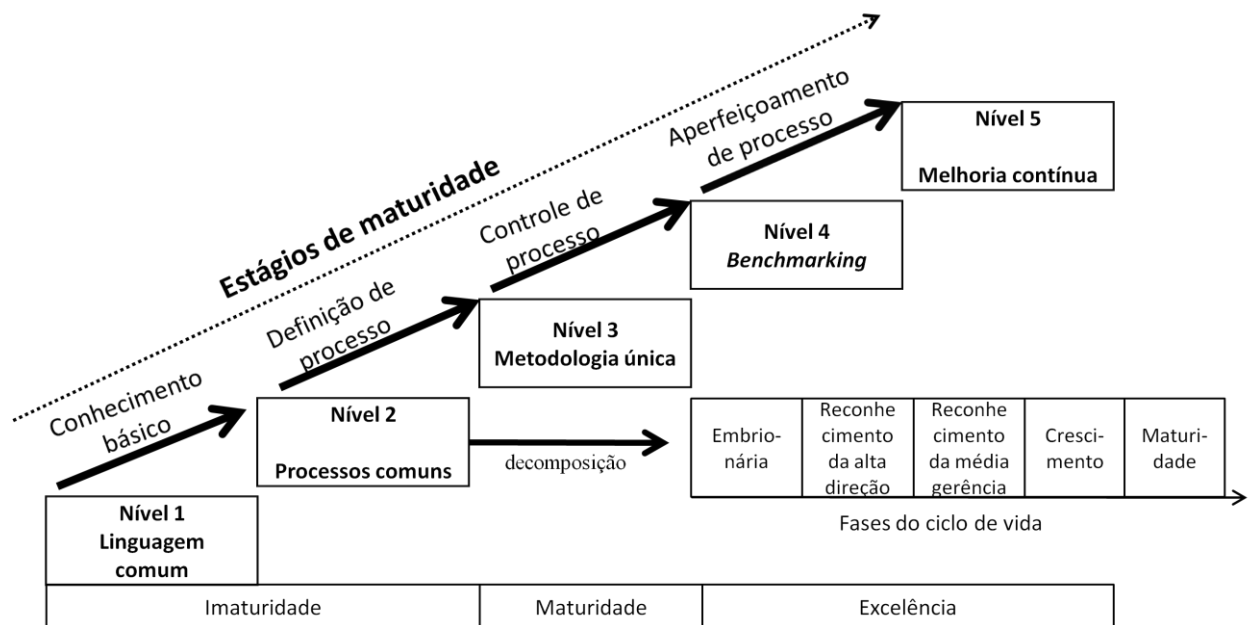 Estágios de maturidade
Aperfeiçoamento
de processo
Nível 5
Melhoria contínua
Controle de
processo
Nível 4
Benchmarking
Definição de
processo
Nível 3
Metodologia única
Conhecimento
básico
Nível 2
Processos comuns
decomposição
Embrio-
nária
Reconhe
cimento
da alta
direção
Reconhe
cimento
da média
gerência
Cresci-
mento
Maturi-
dade
Fases do ciclo de vida
Nível 1
Linguagem
comum
Imaturidade
Maturidade
Excelência